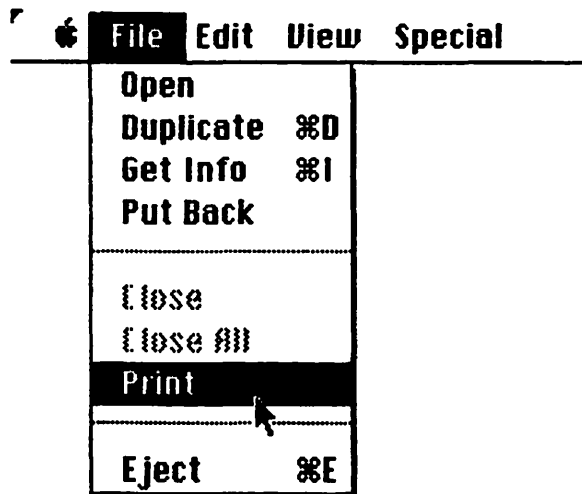 File Edit View Special
Open
Duplicate ⌘D
Get Info ⌘I
Put Back
Close
Close All
Print
Eject ⌘E